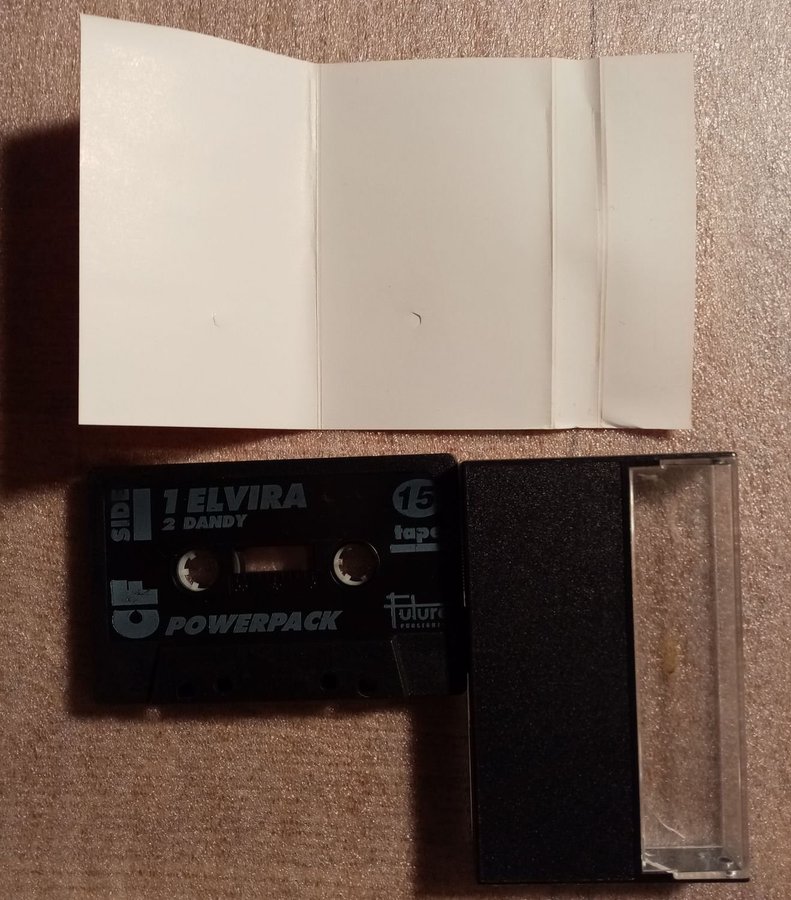 SIDE 1
1 ELVIRA
2 DANDY
15
tape
CF
POWERPACK
Future